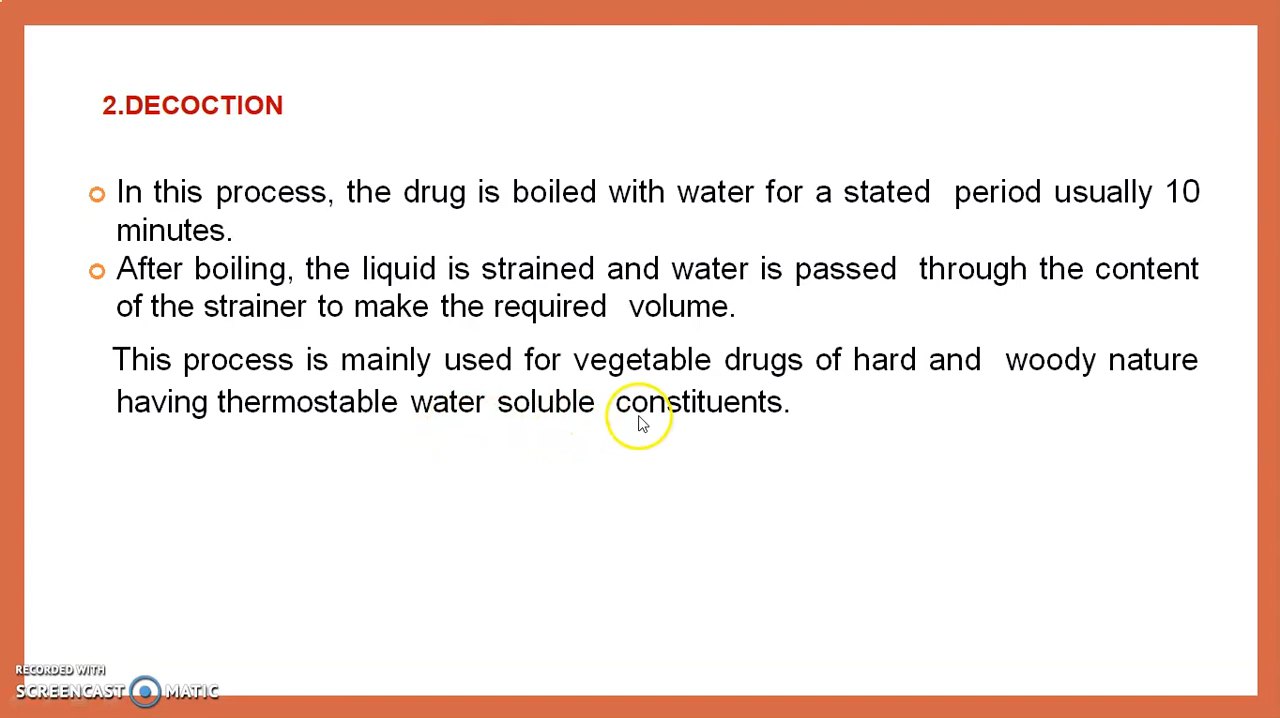 2.DECOCTION
In this process, the drug is boiled with water for a stated period usually 10
minutes.
After boiling, the liquid is strained and water is passed through the content
of the strainer to make the required volume.
This process is mainly used for vegetable drugs of hard and woody nature
having thermostable water soluble constituents.
RECORDED WITH
SCREENCAST MATIC